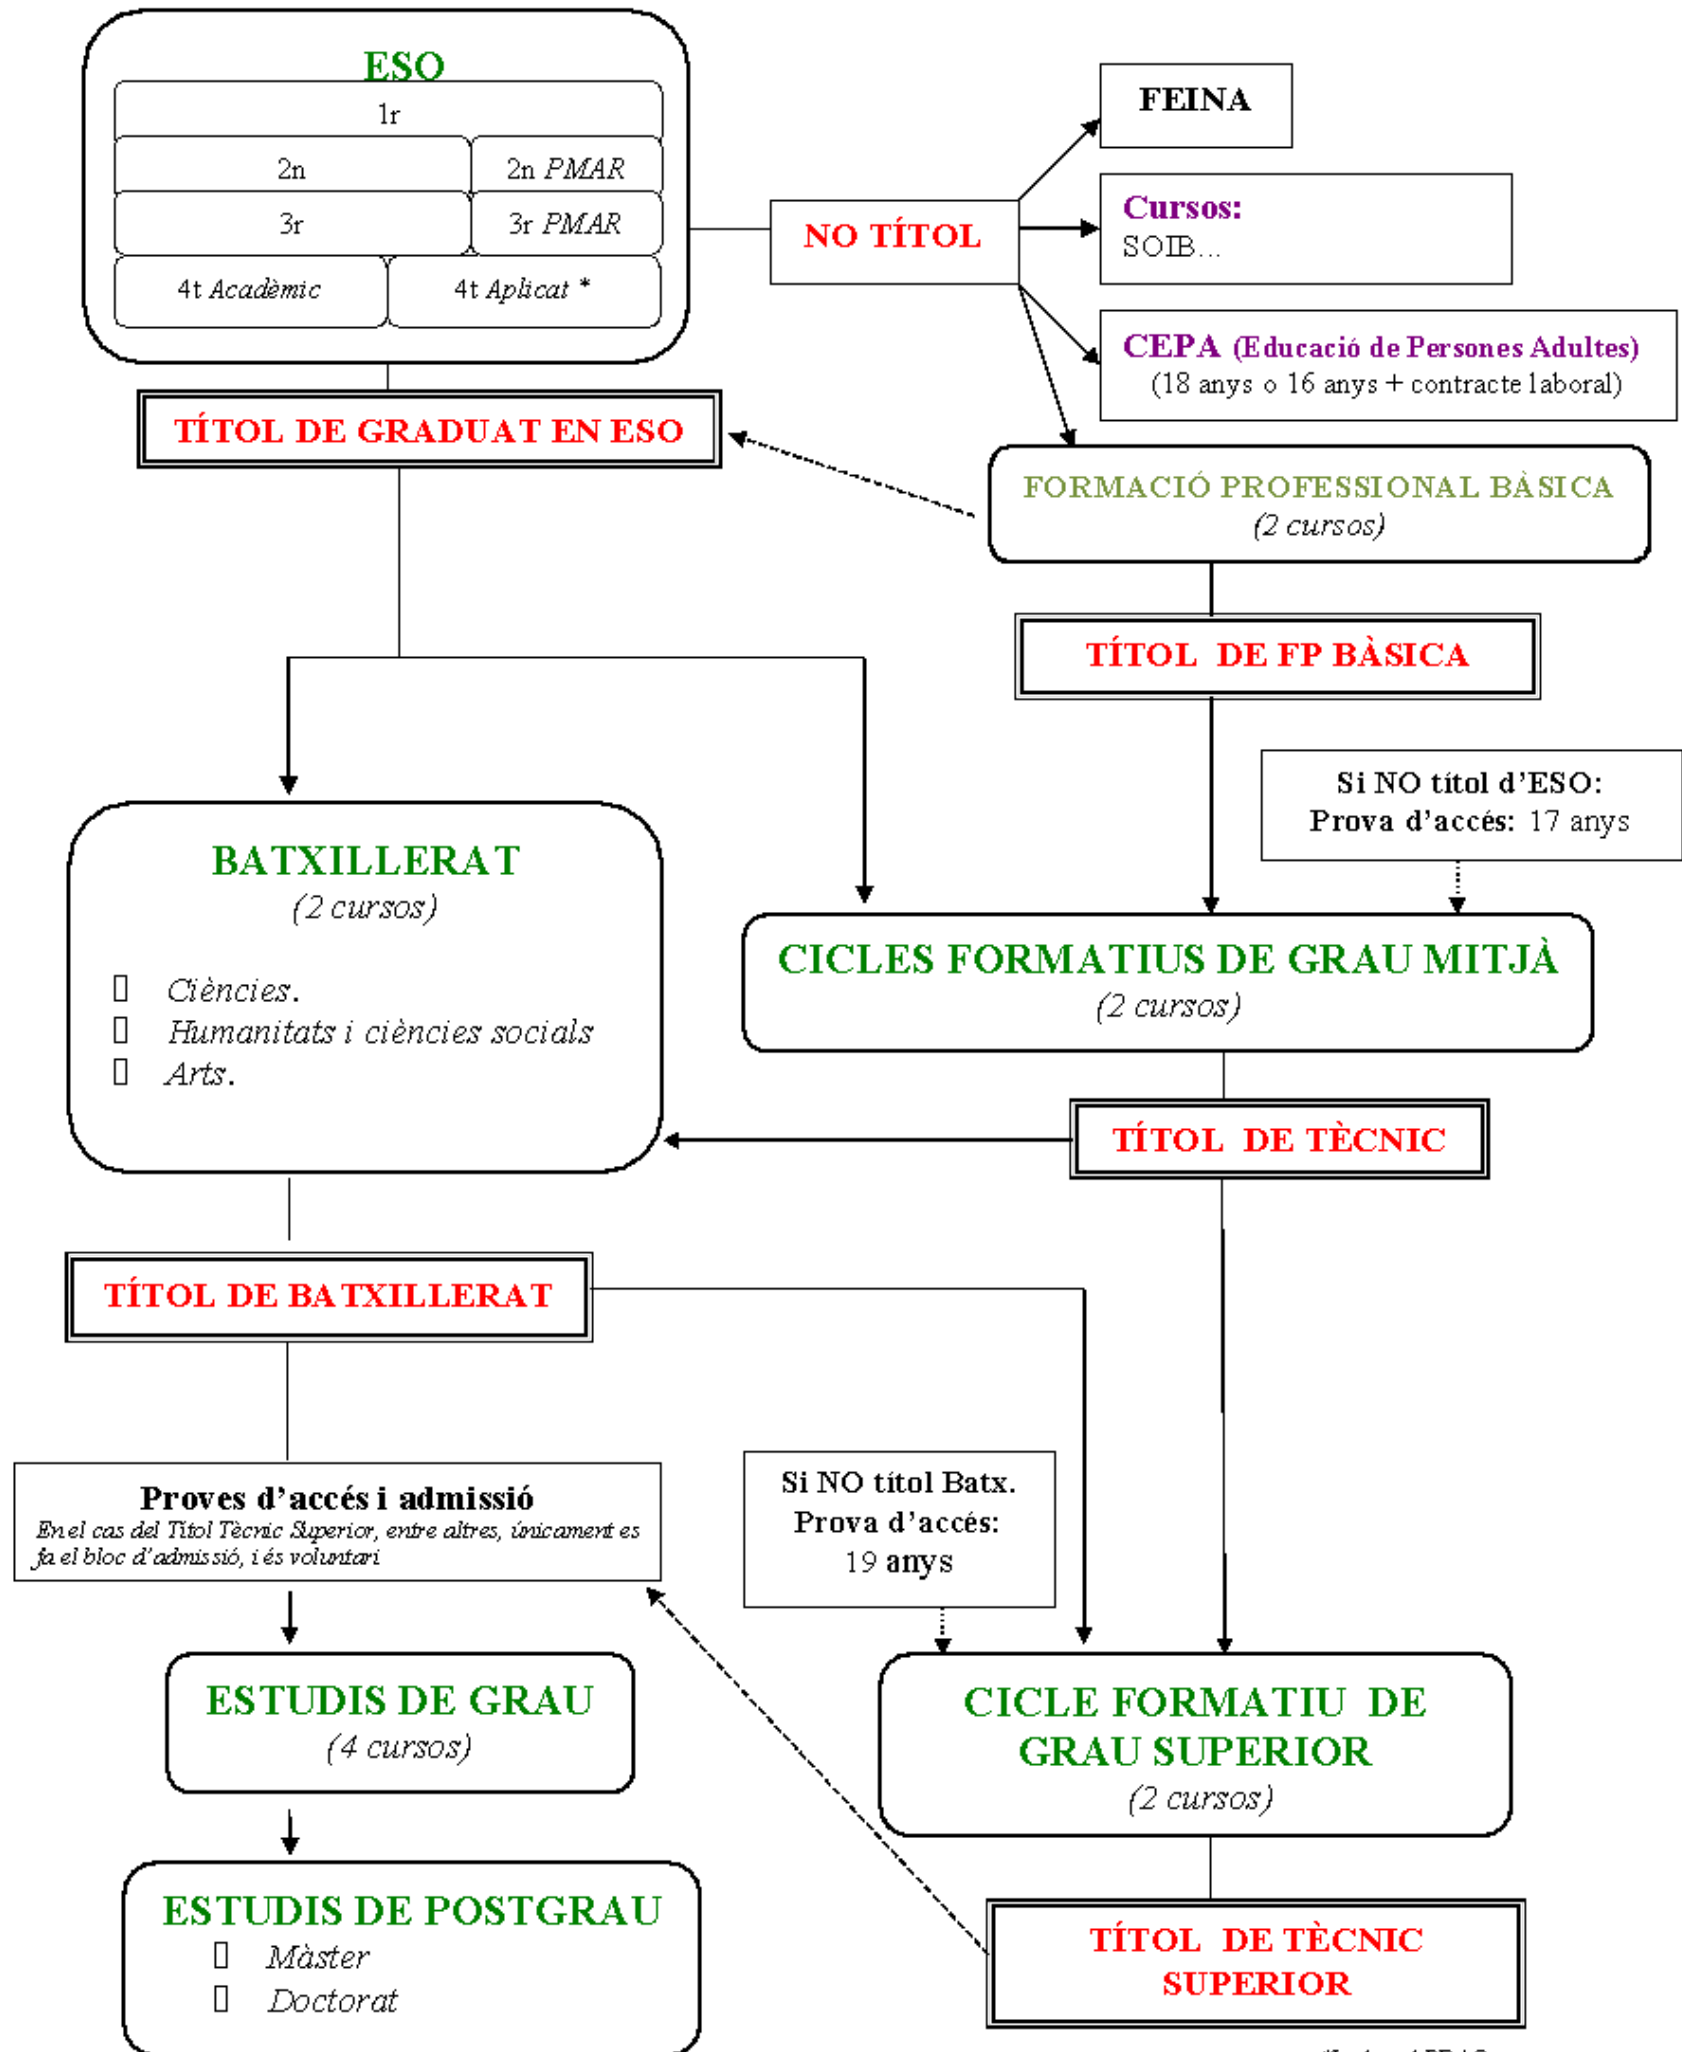 ESO
1r
2n
2n PMAR
3r
3r PMAR
4t Acadèmic
4t Aplicat *
NO TÍTOL
FEINA
Cursos:
SOIB...
CEPA (Educació de Persones Adultes)
(18 anys o 16 anys + contracte laboral)
TÍTOL DE GRADUAT EN ESO
FORMACIÓ PROFESSIONAL BÀSICA
(2 cursos)
TÍTOL DE FP BÀSICA
Si NO títol d’ESO:
Prova d’accés: 17 anys
BATXILLERAT
(2 cursos)
Ciències.
Humanitats i ciències socials
Arts.
CICLES FORMATIUS DE GRAU MITJÀ
(2 cursos)
TÍTOL DE TÈCNIC
TÍTOL DE BATXILLERAT
Proves d’accés i admissió
En el cas del Títol Tècnic Superior, entre altres, únicament es
fa el bloc d’admissió, i és voluntari
Si NO títol Batx.
Prova d’accés:
19 anys
ESTUDIS DE GRAU
(4 cursos)
CICLE FORMATIU DE
GRAU SUPERIOR
(2 cursos)
ESTUDIS DE POSTGRAU
Màster
Doctorat
TÍTOL DE TÈCNIC
SUPERIOR